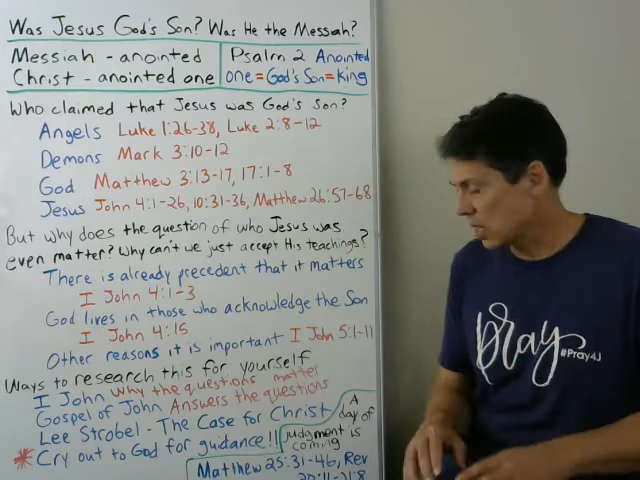 Was Jesus God's Son? Was He the Messiah?
Messiah - anointed
Christ - anointed one
Psalm 2 Anointed
one = God's Son = king
Who claimed that Jesus was God's son?
Angels Luke 1:26-38, Luke 2:8-12
Demons Mark 3:10-12
God Matthew 3:13-17, 17:1-8
Jesus John 4:1-26, 10:31-36, Matthew 26:57-68
But why does the question of who Jesus was
even matter? Why can't we just accept His teachings?
There is already precedent that it matters
I John 4:1-3
God lives in those who acknowledge the Son
I John 4:15
Other reasons it is important I John 5:1-11
Ways to research this for yourself
I John Why the questions matter
Gospel of John Answers the questions
Lee Strobel - The Case for Christ
Cry out to God for guidance!!
A
day of
judgment is
coming
Matthew 25:31-46, Rev
20:11-21:8
pray
#Pray4J